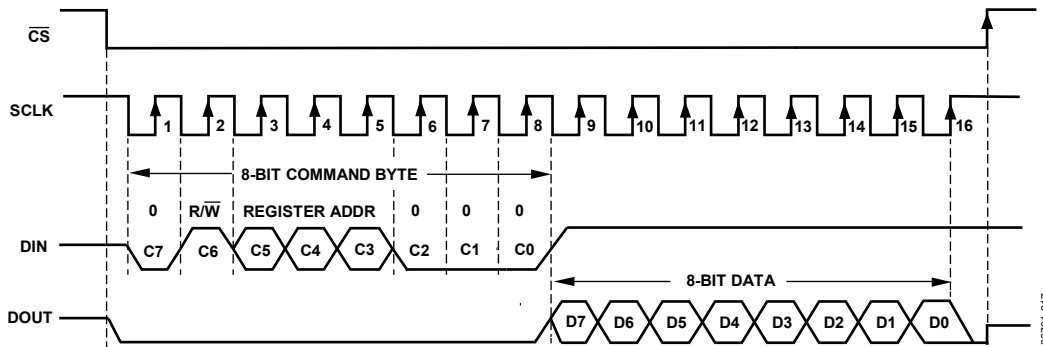 CS
SCLK
1 2 3 4 5 6 7 8 9 10 11 12 13 14 15 16
8-BIT COMMAND BYTE
0 R/W REGISTER ADDR 0 0 0
DIN C7 C6 C5 C4 C3 C2 C1 C0
8-BIT DATA
DOUT D7 D6 D5 D4 D3 D2 D1 D0